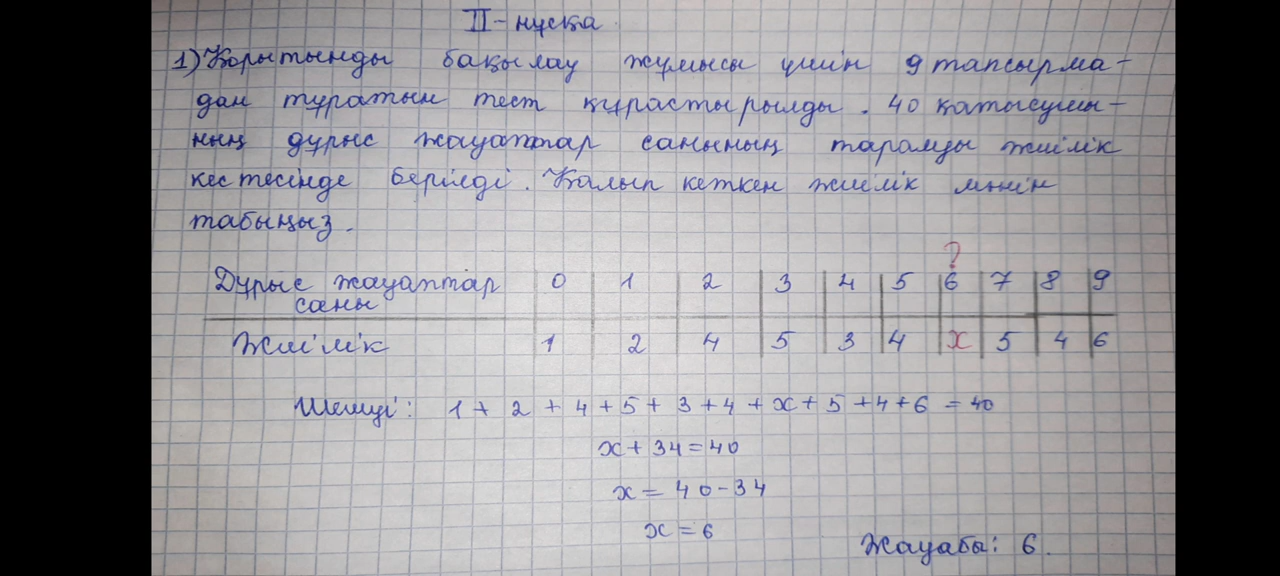 II-нұсқа.
1) Қорытынды бақылау жұмысы үшін 9 тапсырма-
дан тұратын тест құрастырылды. 40 қатысушы-
ның дұрыс жауаптар санының таралуы жиілік
кестесінде берілді. Қалып кеткен жиілік мәнін
табыңыз.
?
Дұрыс жауаптар саны 0 1 2 3 4 5 6 7 8 9
Жиілік 1 2 4 5 3 4 x 5 4 6
Шешуі: 1 + 2 + 4 + 5 + 3 + 4 + x + 5 + 4 + 6 = 40
x + 34 = 40
x = 40 - 34
x = 6
Жауабы: 6.